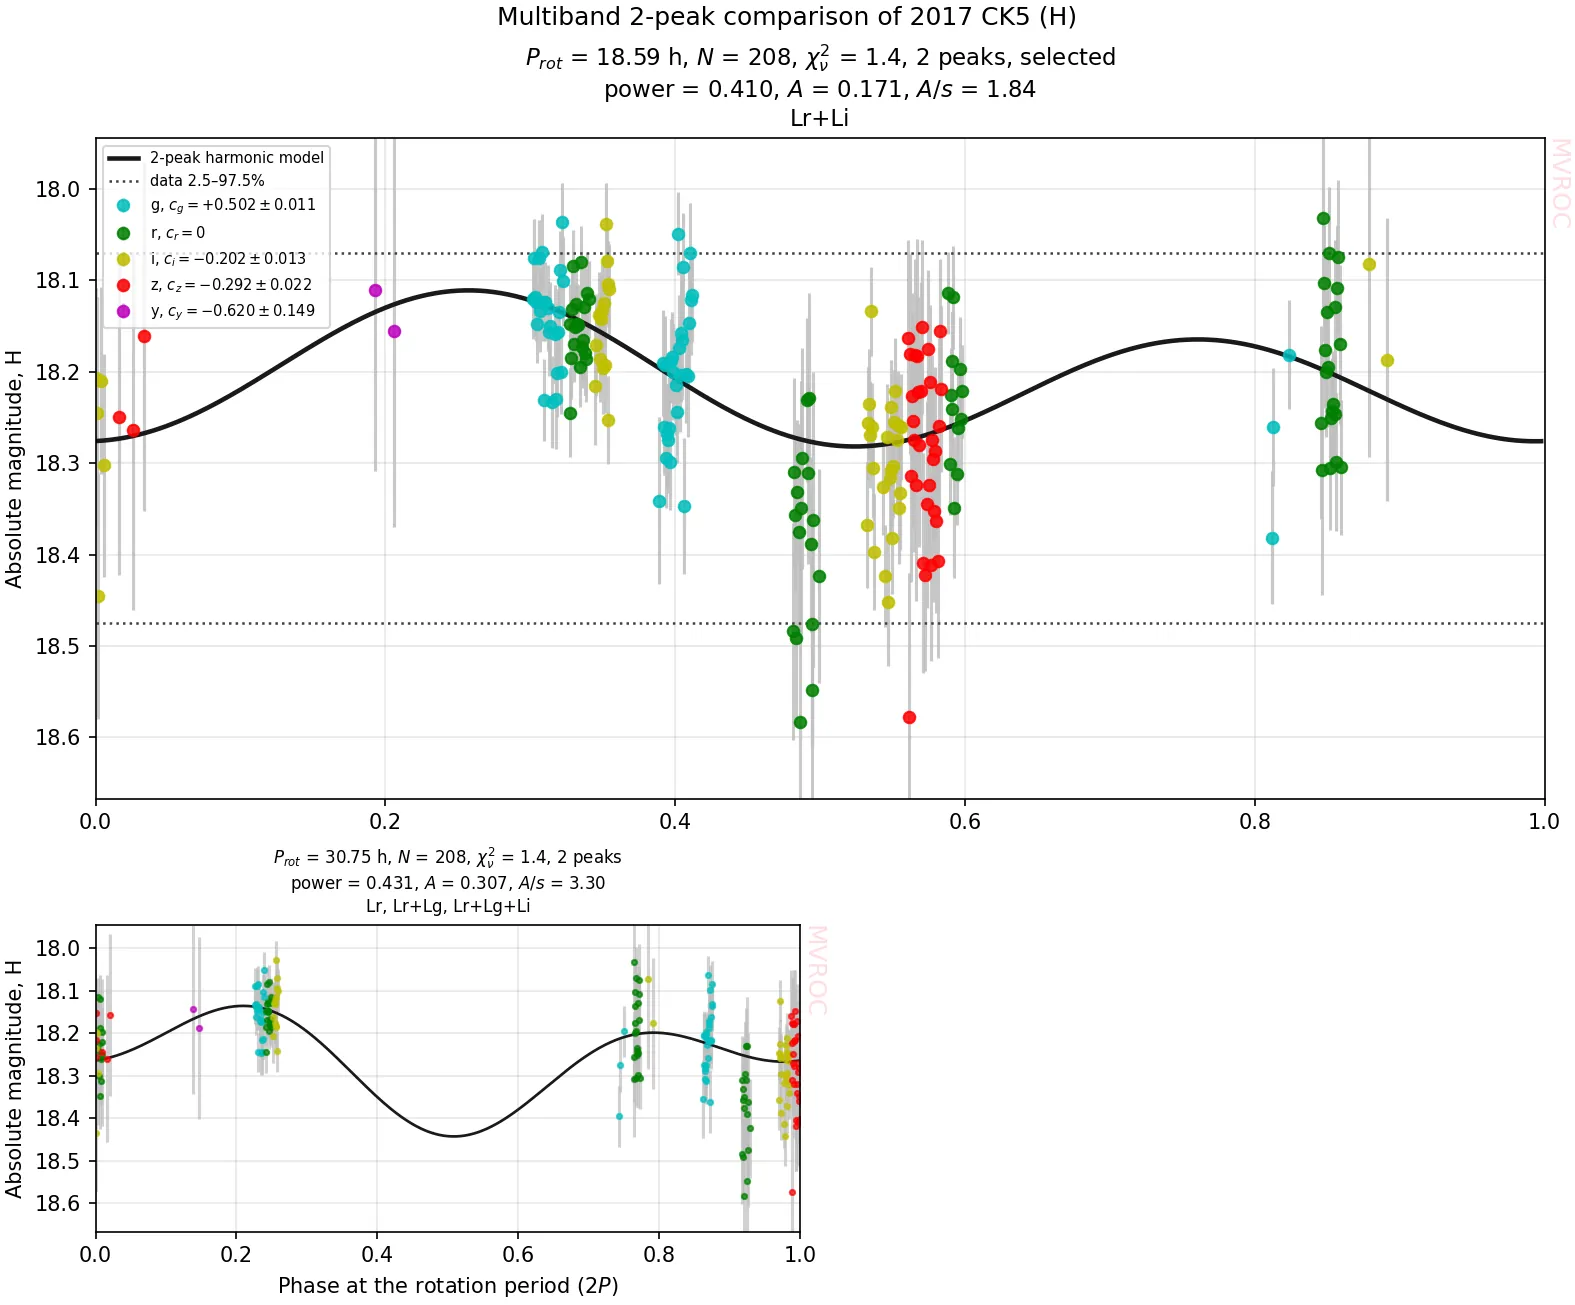 Multiband 2-peak comparison of 2017 CK5 (H)
P_rot = 18.59 h, N = 208, χ²_ν = 1.4, 2 peaks, selected
power = 0.410, A = 0.171, A/s = 1.84
Lr+Li
MVROC
2-peak harmonic model
data 2.5–97.5%
g, c_g = +0.502 ± 0.011
r, c_r = 0
i, c_i = −0.202 ± 0.013
z, c_z = −0.292 ± 0.022
y, c_y = −0.620 ± 0.149
Absolute magnitude, H
18.0
18.1
18.2
18.3
18.4
18.5
18.6
0.0 0.2 0.4 0.6 0.8 1.0
P_rot = 30.75 h, N = 208, χ²_ν = 1.4, 2 peaks
power = 0.431, A = 0.307, A/s = 3.30
Lr, Lr+Lg, Lr+Lg+Li
MVROC
Absolute magnitude, H
18.0
18.1
18.2
18.3
18.4
18.5
18.6
0.0 0.2 0.4 0.6 0.8 1.0
Phase at the rotation period (2P)